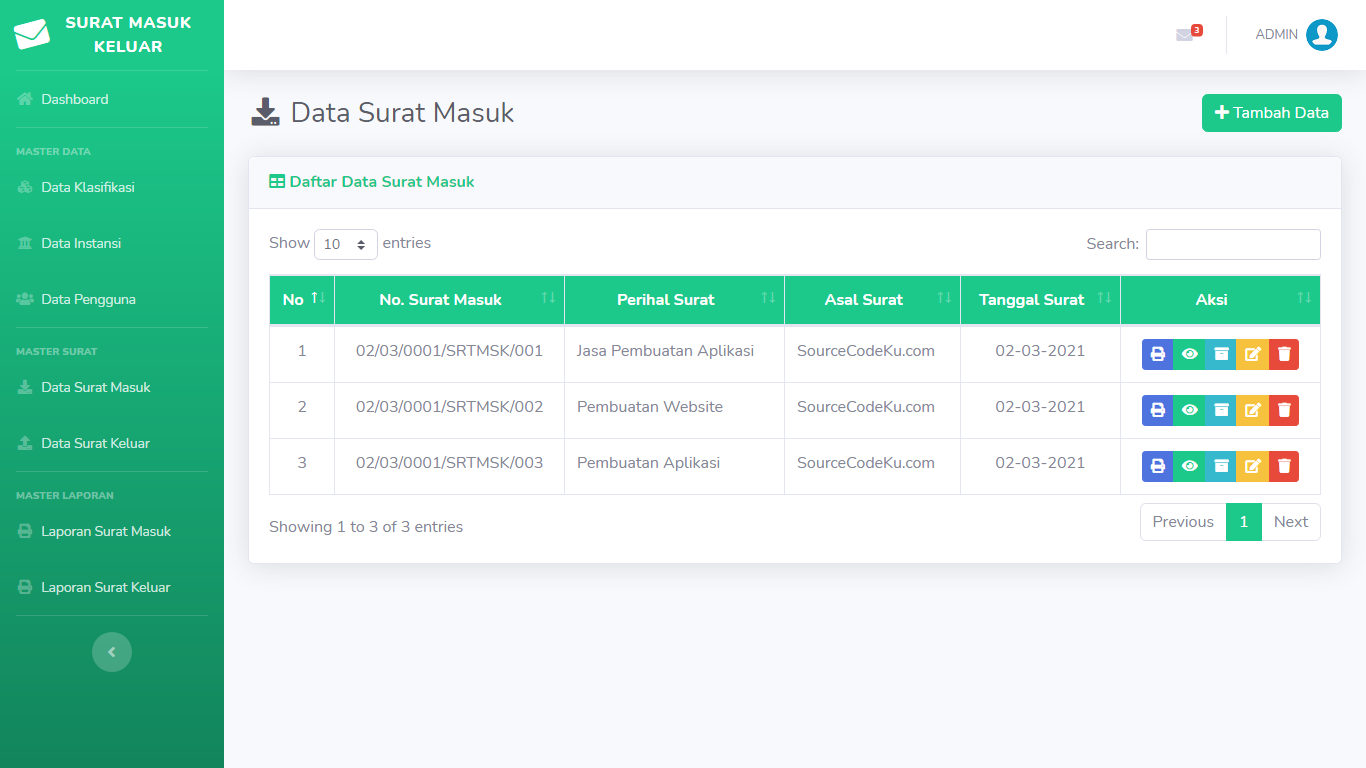 SURAT MASUK
KELUAR
3
ADMIN
Dashboard
MASTER DATA
Data Klasifikasi
Data Instansi
Data Pengguna
MASTER SURAT
Data Surat Masuk
Data Surat Keluar
MASTER LAPORAN
Laporan Surat Masuk
Laporan Surat Keluar
Data Surat Masuk
Tambah Data
Daftar Data Surat Masuk
Show 10 entries
Search:
No No. Surat Masuk Perihal Surat Asal Surat Tanggal Surat Aksi
1 02/03/0001/SRTMSK/001 Jasa Pembuatan Aplikasi SourceCodeKu.com 02-03-2021
2 02/03/0001/SRTMSK/002 Pembuatan Website SourceCodeKu.com 02-03-2021
3 02/03/0001/SRTMSK/003 Pembuatan Aplikasi SourceCodeKu.com 02-03-2021
Showing 1 to 3 of 3 entries
Previous 1 Next